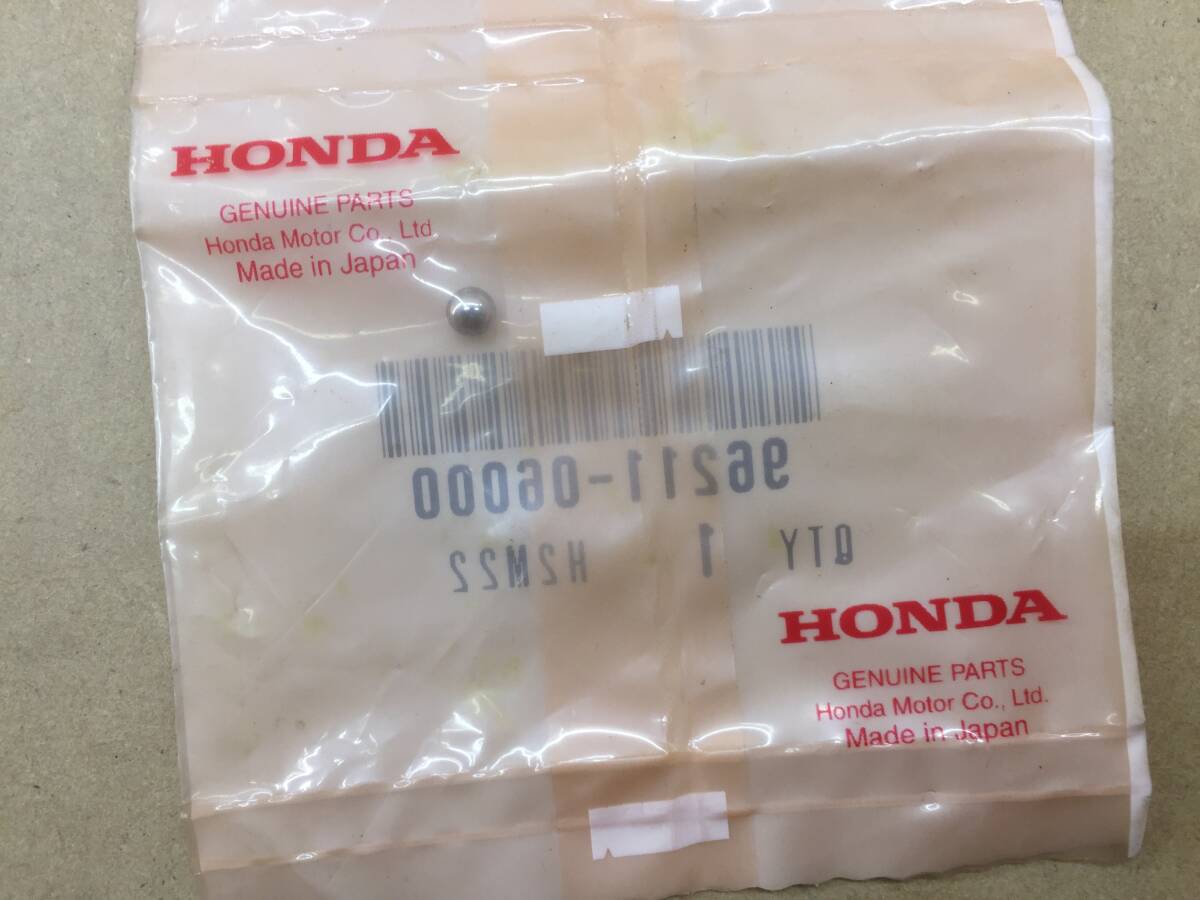 HONDA
GENUINE PARTS
Honda Motor Co., Ltd.
Made in Japan
96211-06000
QTY 1 H2M22
HONDA
GENUINE PARTS
Honda Motor Co., Ltd.
Made in Japan